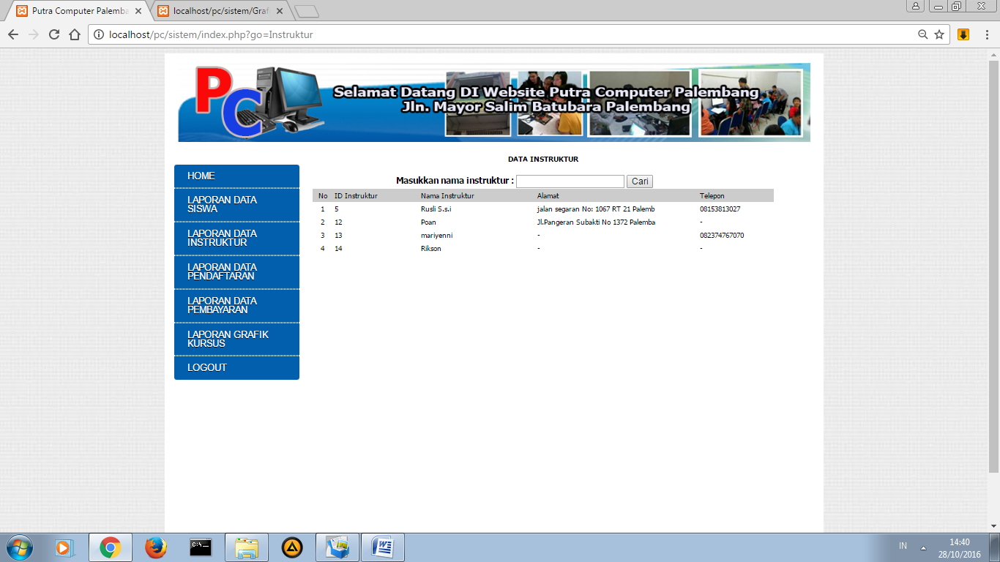 Putra Computer Palemba
localhost/pc/sistem/Graf
localhost/pc/sistem/index.php?go=Instruktur
PC
Selamat Datang DI Website Putra Computer Palembang
Jln. Mayor Salim Batubara Palembang
HOME
LAPORAN DATA
SISWA
LAPORAN DATA
INSTRUKTUR
LAPORAN DATA
PENDAFTARAN
LAPORAN DATA
PEMBAYARAN
LAPORAN GRAFIK
KURSUS
LOGOUT
DATA INSTRUKTUR
Masukkan nama instruktur : Cari
No ID Instruktur Nama Instruktur Alamat Telepon
1 5 Rusli S.s.i jalan segaran No: 1067 RT 21 Palemb 08153813027
2 12 Poan Jl.Pangeran Subakti No 1372 Palemba -
3 13 mariyenni - 082374767070
4 14 Rikson - -
C:\_
W
IN
14:40
28/10/2016